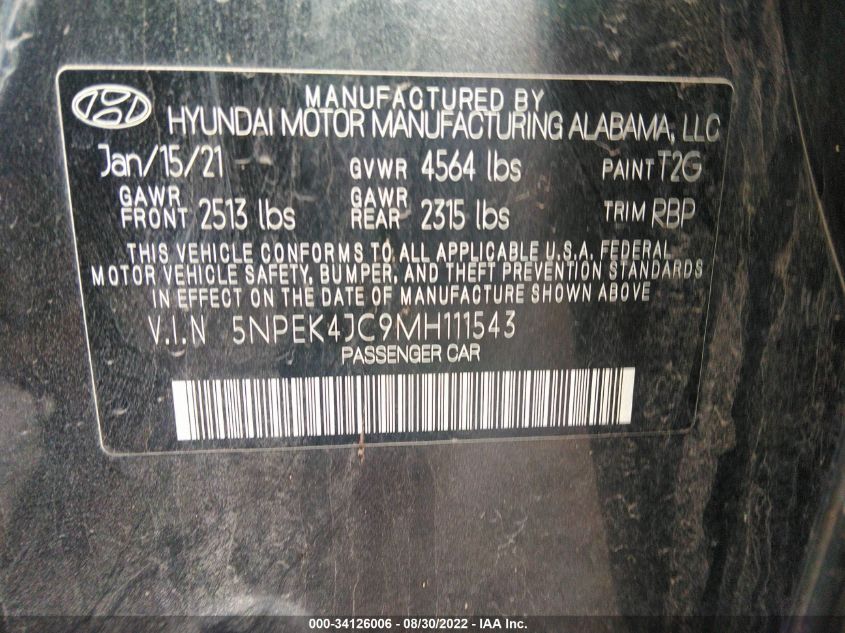 MANUFACTURED BY
HYUNDAI MOTOR MANUFACTURING ALABAMA, LLC
Jan/15/21 GVWR 4564 lbs PAINT T2G
GAWR FRONT 2513 lbs GAWR REAR 2315 lbs TRIM RBP
THIS VEHICLE CONFORMS TO ALL APPLICABLE U.S.A. FEDERAL
MOTOR VEHICLE SAFETY, BUMPER, AND THEFT PREVENTION STANDARDS
IN EFFECT ON THE DATE OF MANUFACTURE SHOWN ABOVE
V.I.N 5NPEK4JC9MH111543
PASSENGER CAR
000-34126006 - 08/30/2022 - IAA Inc.